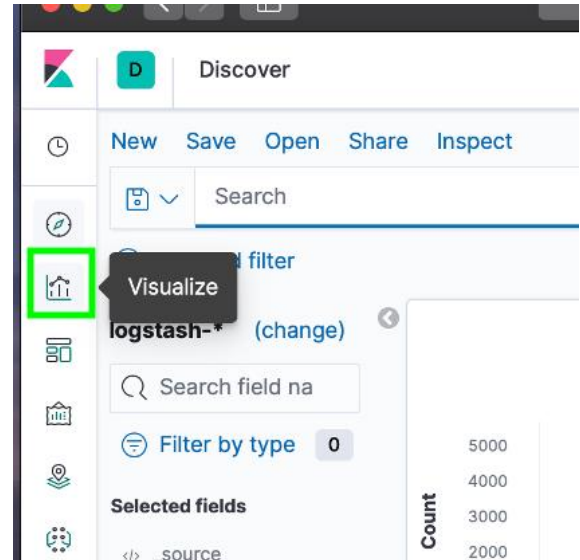 D Discover
New Save Open Share Inspect
Search
filter
Visualize
logstash-* (change)
Search field na
Filter by type 0
Selected fields
</> source
Count
5000
4000
3000
2000